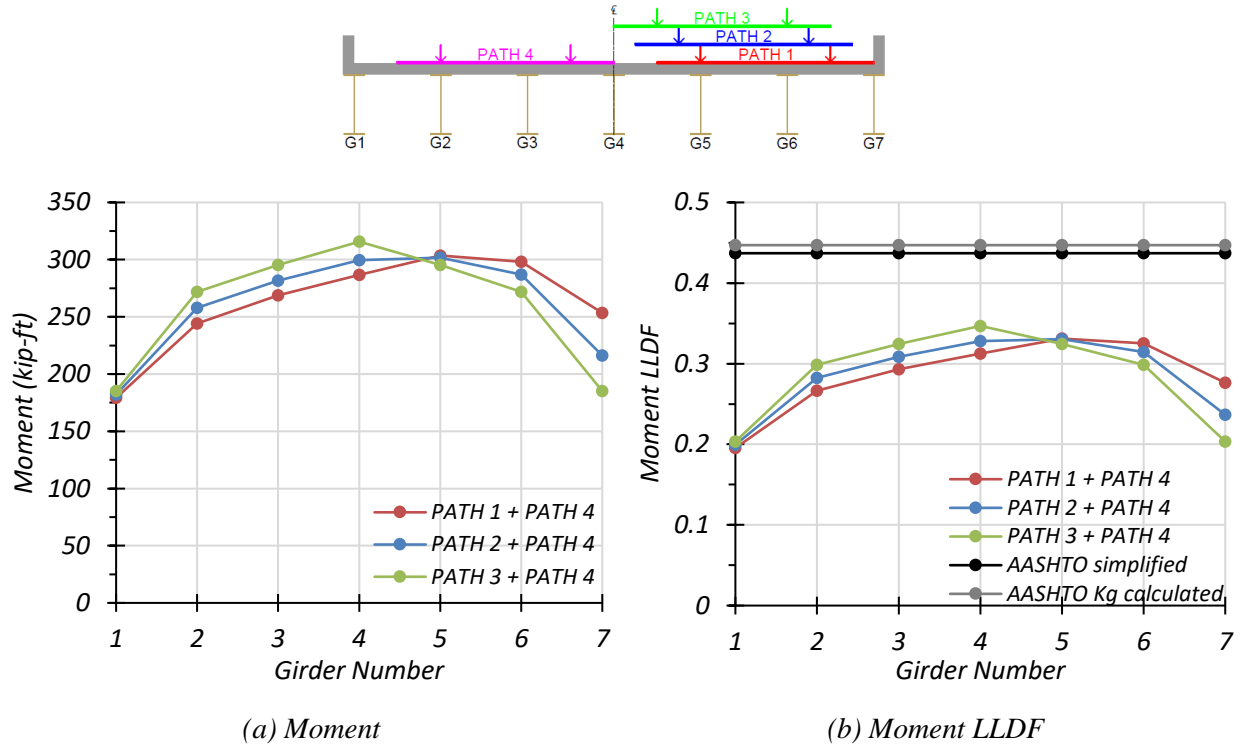 ℄
PATH 3
PATH 2
PATH 4
PATH 1
G1 G2 G3 G4 G5 G6 G7
350
300
250
200
150
100
50
0
Moment (kip-ft)
PATH 1 + PATH 4
PATH 2 + PATH 4
PATH 3 + PATH 4
1 2 3 4 5 6 7
Girder Number
(a) Moment
0.5
0.4
0.3
0.2
0.1
0
Moment LLDF
PATH 1 + PATH 4
PATH 2 + PATH 4
PATH 3 + PATH 4
AASHTO simplified
AASHTO Kg calculated
1 2 3 4 5 6 7
Girder Number
(b) Moment LLDF